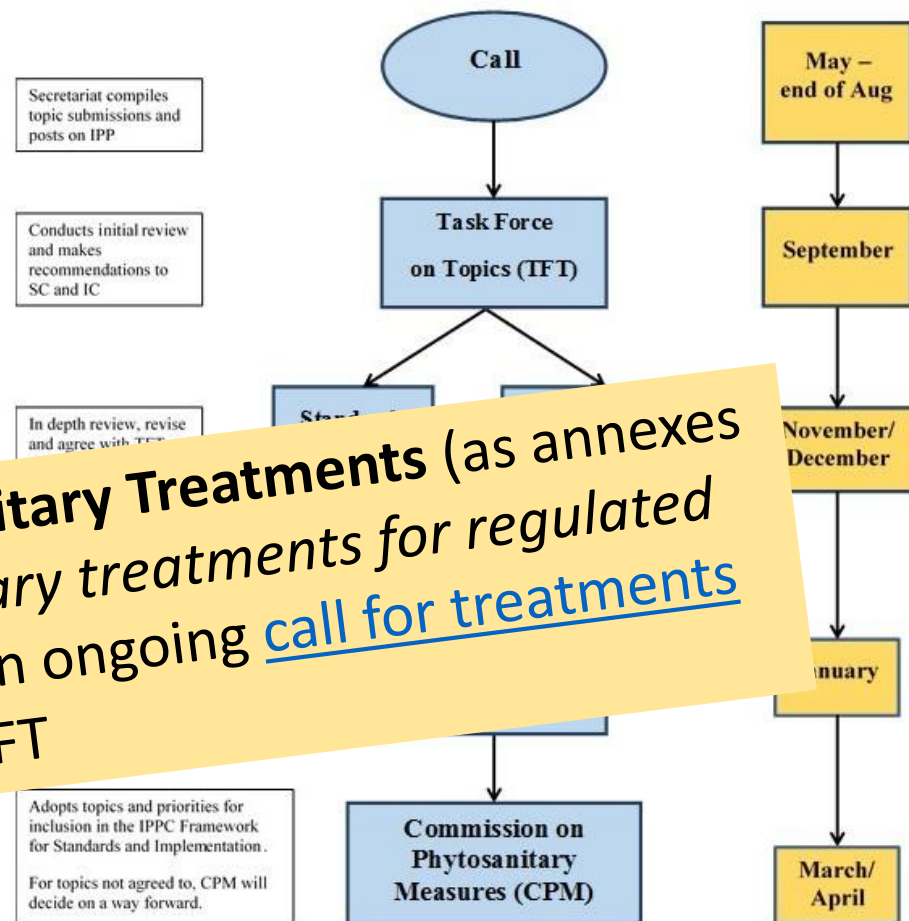 Call
May –
end of Aug
Secretariat compiles
topic submissions and
posts on IPP
Task Force
on Topics (TFT)
September
Conducts initial review
and makes
recommendations to
SC and IC
In depth review, revise
and agree with TFT
November/
December
itary Treatments (as annexes
ary treatments for regulated
n ongoing call for treatments
FT
nuary
Adopts topics and priorities for
inclusion in the IPPC Framework
for Standards and Implementation.
For topics not agreed to, CPM will
decide on a way forward.
Commission on
Phytosanitary
Measures (CPM)
March/
April